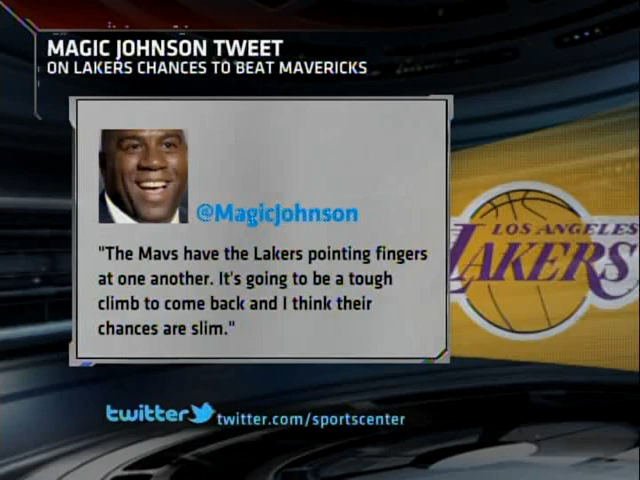 MAGIC JOHNSON TWEET
ON LAKERS CHANCES TO BEAT MAVERICKS
@MagicJohnson
"The Mavs have the Lakers pointing fingers
at one another. It's going to be a tough
climb to come back and I think their
chances are slim."
LOS ANGELES
LAKERS
twitter twitter.com/sportscenter